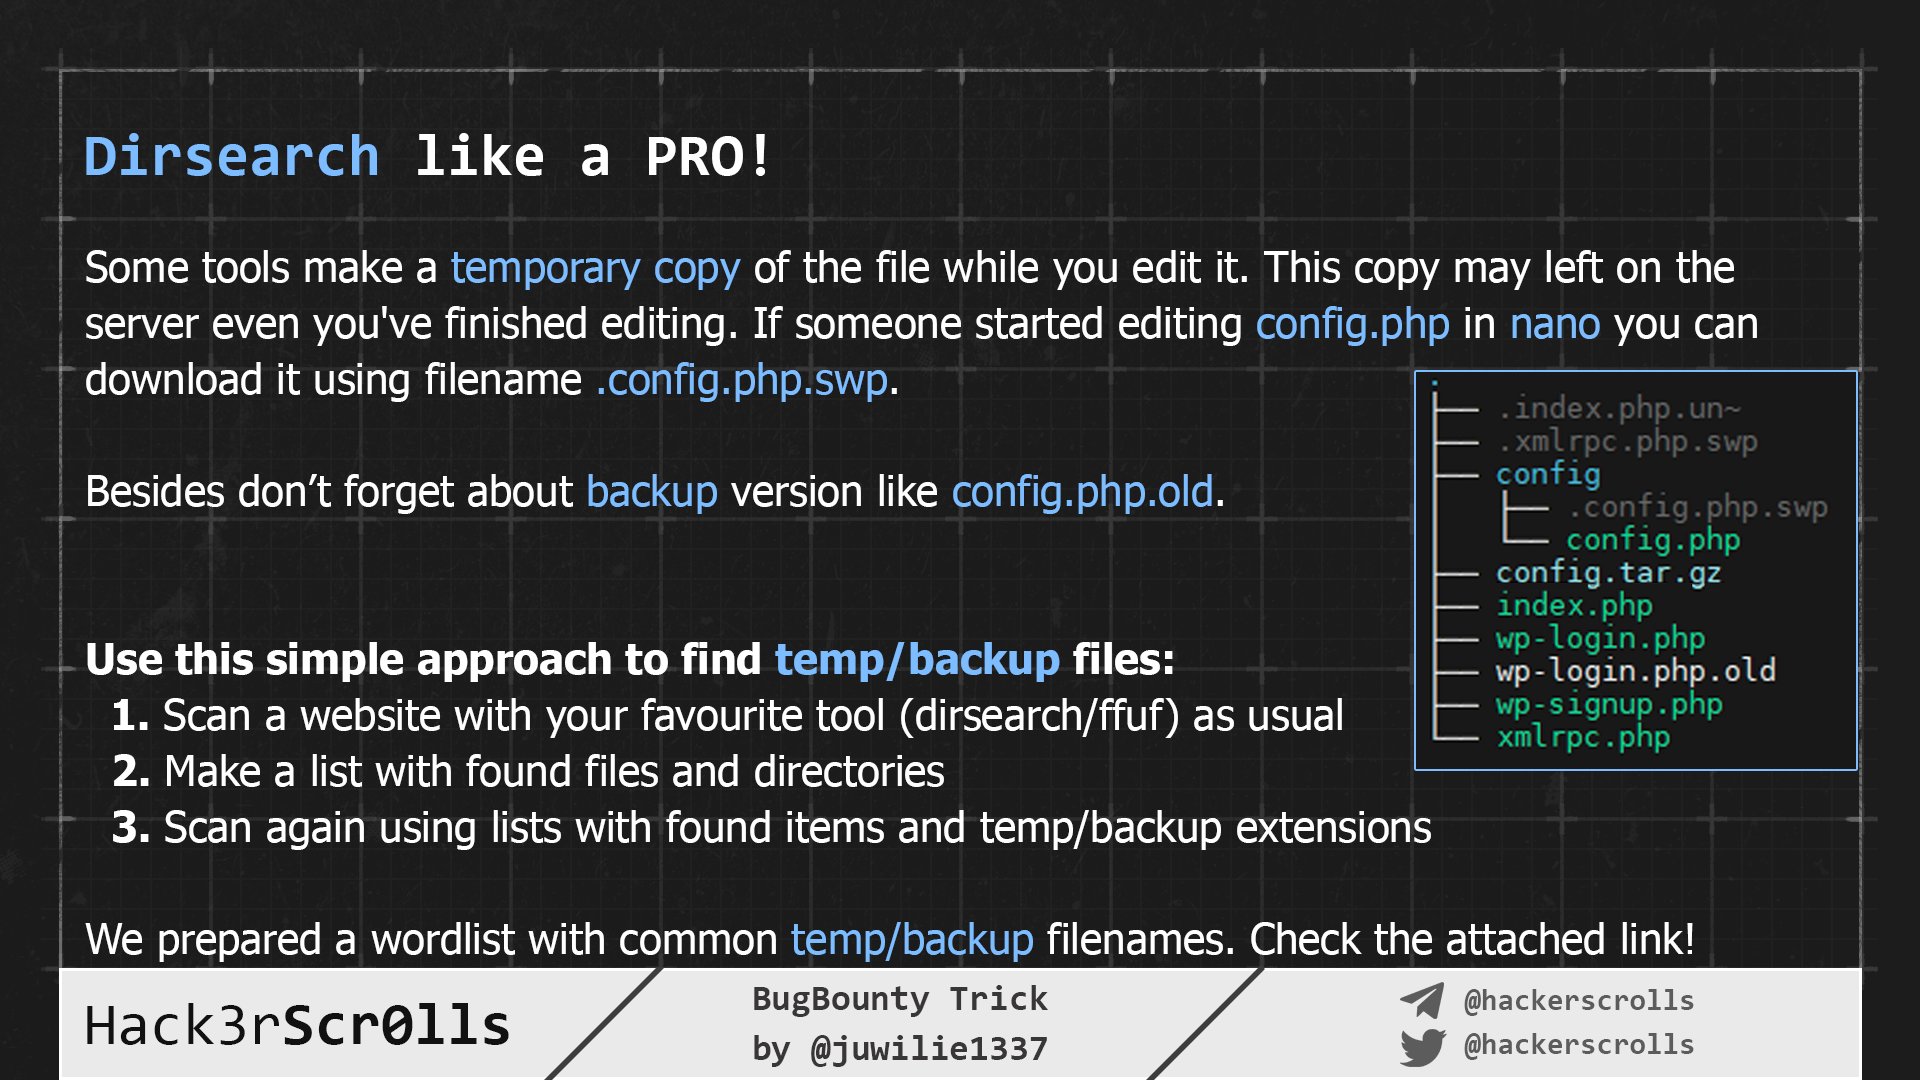 Dirsearch like a PRO!
Some tools make a temporary copy of the file while you edit it. This copy may left on the
server even you've finished editing. If someone started editing config.php in nano you can
download it using filename .config.php.swp.
Besides don’t forget about backup version like config.php.old.
.
.index.php.un~
.xmlrpc.php.swp
config
.config.php.swp
config.php
config.tar.gz
index.php
wp-login.php
wp-login.php.old
wp-signup.php
xmlrpc.php
Use this simple approach to find temp/backup files:
1. Scan a website with your favourite tool (dirsearch/ffuf) as usual
2. Make a list with found files and directories
3. Scan again using lists with found items and temp/backup extensions
We prepared a wordlist with common temp/backup filenames. Check the attached link!
Hack3rScr0lls
BugBounty Trick
by @juwilie1337
@hackerscrolls
@hackerscrolls